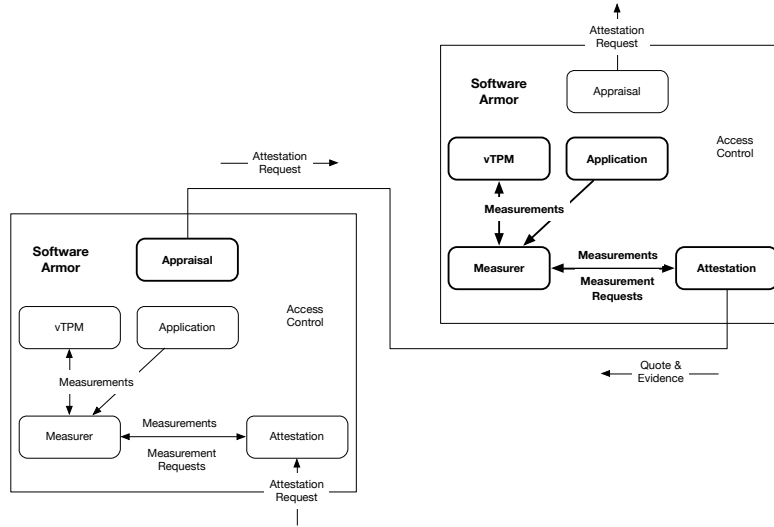 Attestation
Request
Software
Armor
Appraisal
Access
Control
vTPM
Application
Measurements
Measurer
Measurements
Measurement
Requests
Attestation
Quote &
Evidence
Attestation
Request
Software
Armor
Appraisal
Access
Control
vTPM
Application
Measurements
Measurer
Measurements
Measurement
Requests
Attestation
Attestation
Request